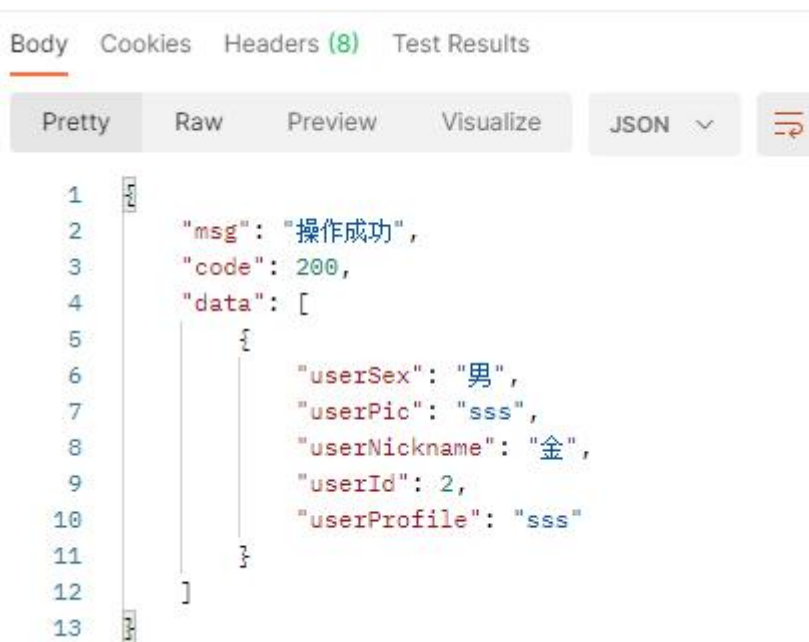 Body Cookies Headers (8) Test Results
Pretty Raw Preview Visualize JSON
1 {
2 "msg": "操作成功",
3 "code": 200,
4 "data": [
5 {
6 "userSex": "男",
7 "userPic": "sss",
8 "userNickname": "金",
9 "userId": 2,
10 "userProfile": "sss"
11 }
12 ]
13 }